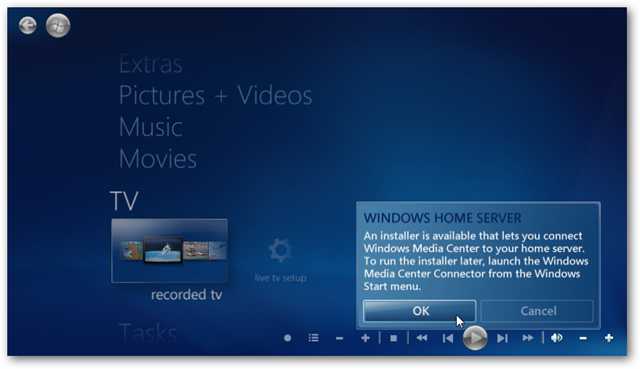 Extras
Pictures + Videos
Music
Movies
TV
recorded tv
live tv setup
Tasks
WINDOWS HOME SERVER
An installer is available that lets you connect
Windows Media Center to your home server.
To run the installer later, launch the Windows
Media Center Connector from the Windows
Start menu.
OK
Cancel